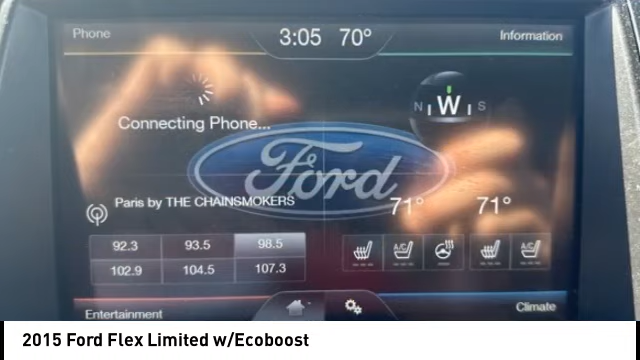 Phone
3:05 70°
Information
Connecting Phone...
N W S
Ford
Paris by THE CHAINSMOKERS
71° 71°
92.3 93.5 98.5
102.9 104.5 107.3
A/C A/C
Entertainment
Climate
2015 Ford Flex Limited w/Ecoboost